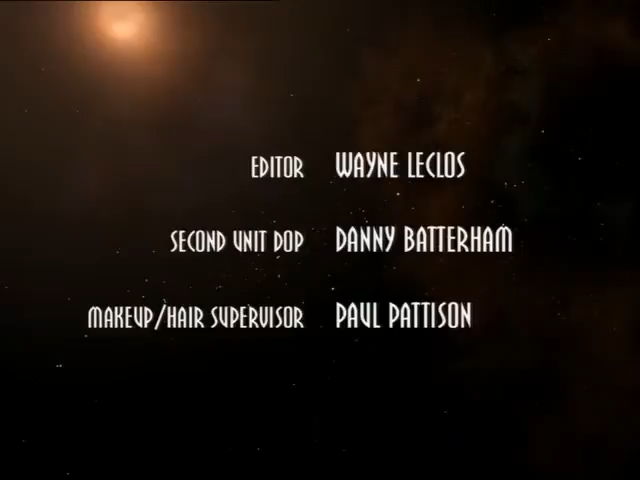 EDITOR WAYNE LECLOS
SECOND UNIT DOP DANNY BATTERHAM
MAKEUP/HAIR SUPERVISOR PAUL PATTISON